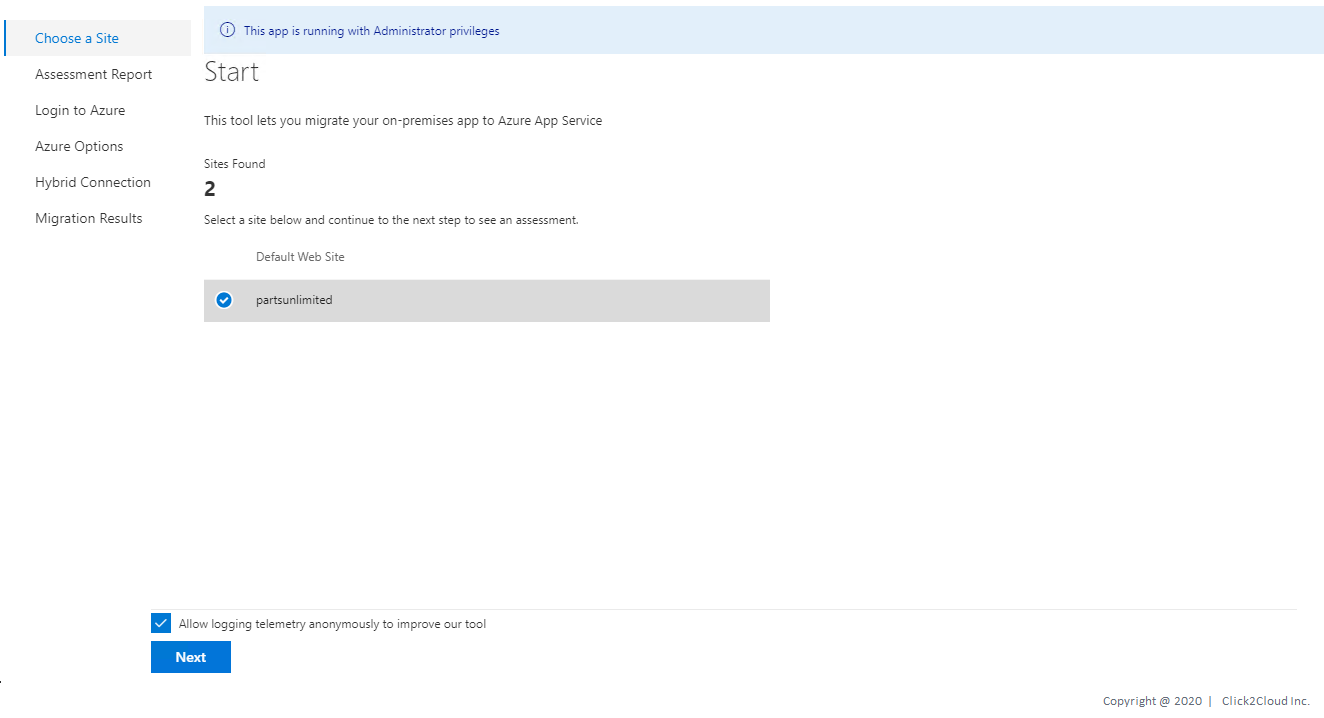 Choose a Site
Assessment Report
Login to Azure
Azure Options
Hybrid Connection
Migration Results
This app is running with Administrator privileges
Start
This tool lets you migrate your on-premises app to Azure App Service
Sites Found
2
Select a site below and continue to the next step to see an assessment.
Default Web Site
partsunlimited
Allow logging telemetry anonymously to improve our tool
Next
Copyright @ 2020 | Click2Cloud Inc.